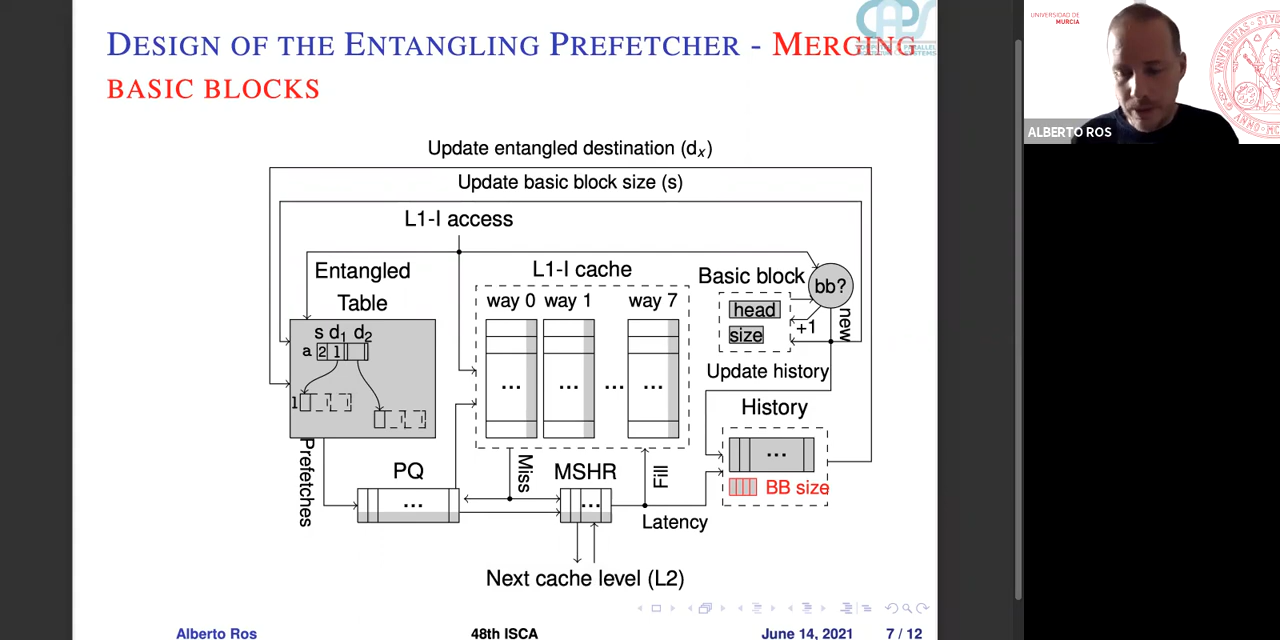 DESIGN OF THE ENTANGLING PREFETCHER - MERGING
BASIC BLOCKS
UNIVERSIDAD DE
MURCIA
ALBERTO ROS
Update entangled destination (dx)
Update basic block size (s)
L1-I access
Entangled
Table
L1-I cache
Basic block
bb?
way 0 way 1 way 7
head
size
+1
new
s d1 d2
a 2 1
... ... ... ...
l
Update history
History
...
BB size
Prefetches
PQ
...
Miss
MSHR
...
Fill
Latency
Next cache level (L2)
Alberto Ros 48th ISCA June 14, 2021 7 / 12